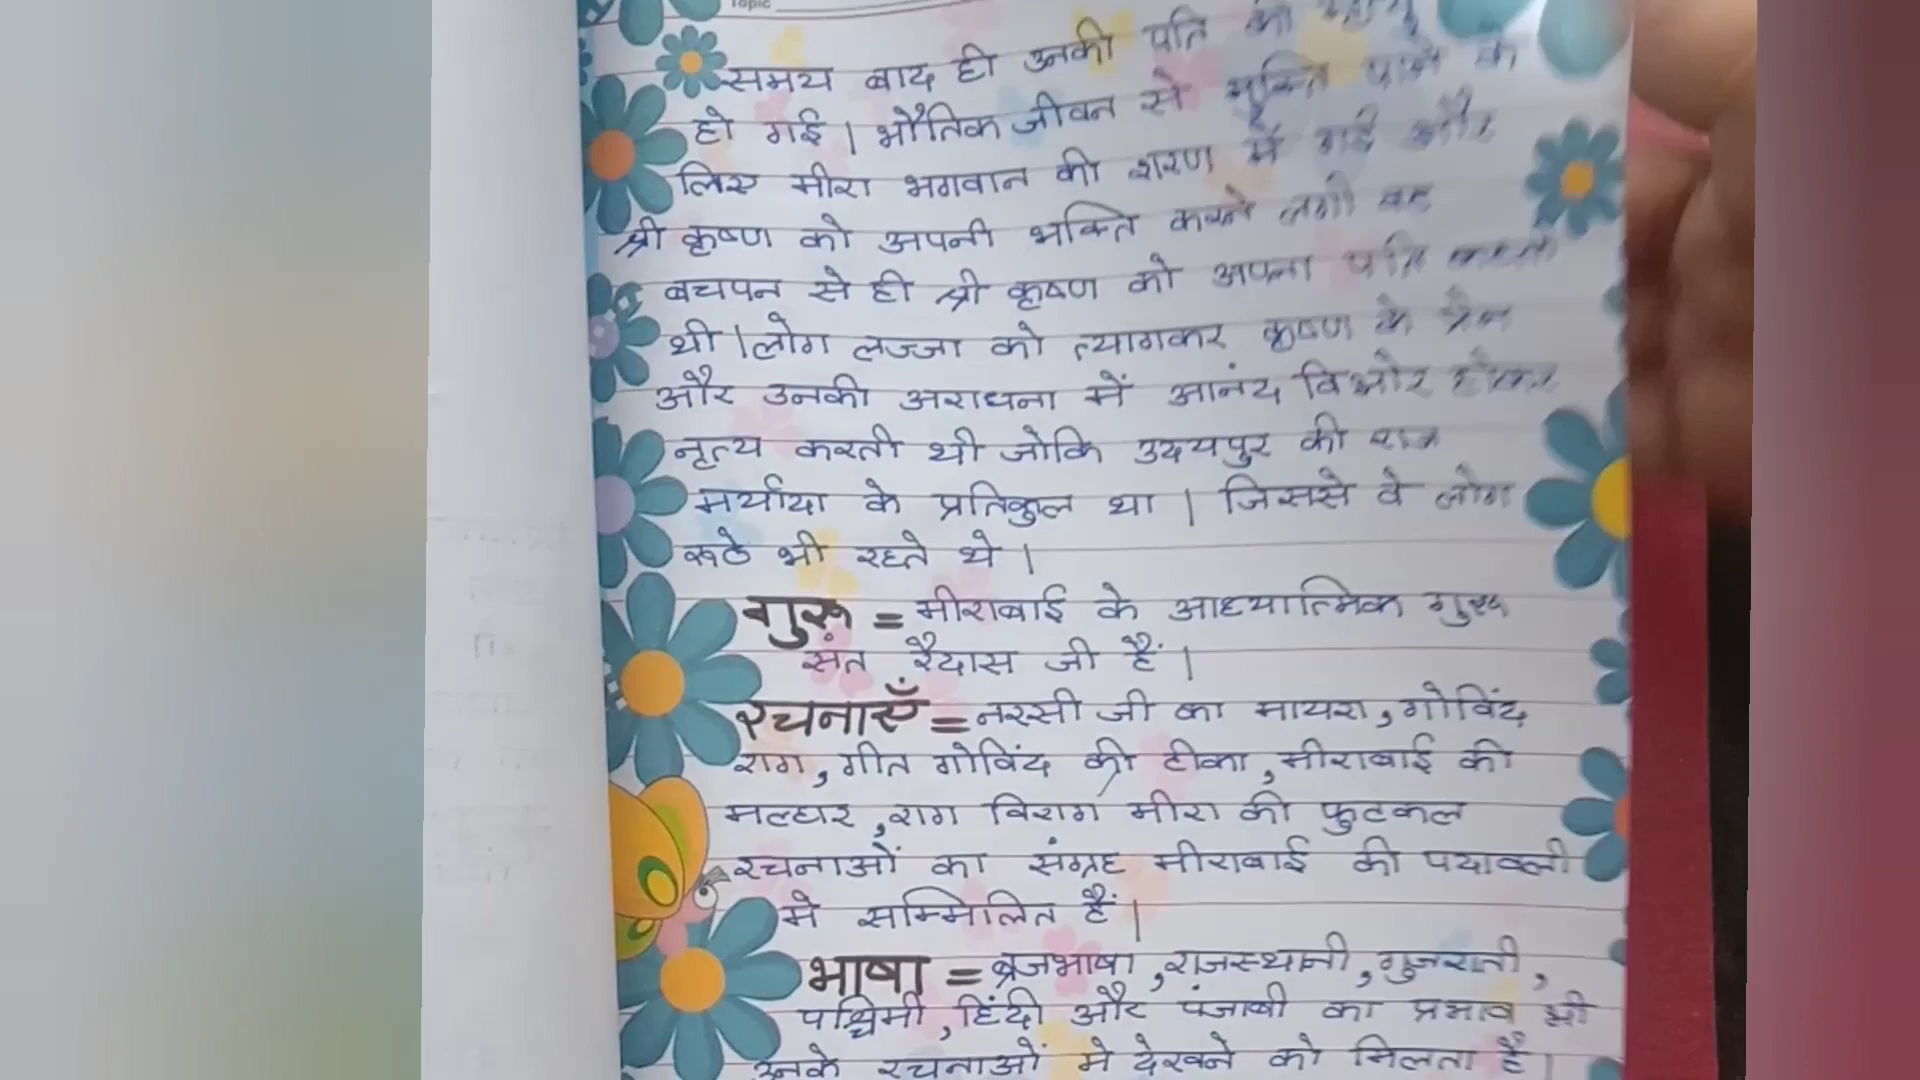 Topic
समय बाद ही उनकी पति की मृत्यु
हो गई । भौतिक जीवन से मुक्ति पाने के
लिए मीरा भगवान की शरण में गई और
श्री कृष्ण को अपनी भक्ति करने लगी वह
बचपन से ही श्री कृष्ण को अपना पति
थी । लोग लज्जा को त्यागकर कृष्ण के प्रेम
और उनकी अराधना में आनंद विभोर होकर
नृत्य करती थी जोकि उदयपुर की राज
मर्यादा के प्रतिकुल था । जिससे वे लोग
रूठे भी रहते थे ।
गुरू = मीराबाई के आध्यात्मिक गुरू
संत रैदास जी हैं ।
रचनाएँ = नरसी जी का मायरा, गोविंद
राग, गीत गोविंद की टीका, मीराबाई की
मल्हार, राग विराग मीरा की फुटकल
रचनाओं का संग्रह मीराबाई की पदावली
मे सम्मिलित हैं ।
भाषा = ब्रजभाषा, राजस्थानी, गुजराती,
पश्चिमी, हिंदी और पंजाबी का प्रभाव भी
उनके रचनाओं मे देखने को मिलता है ।